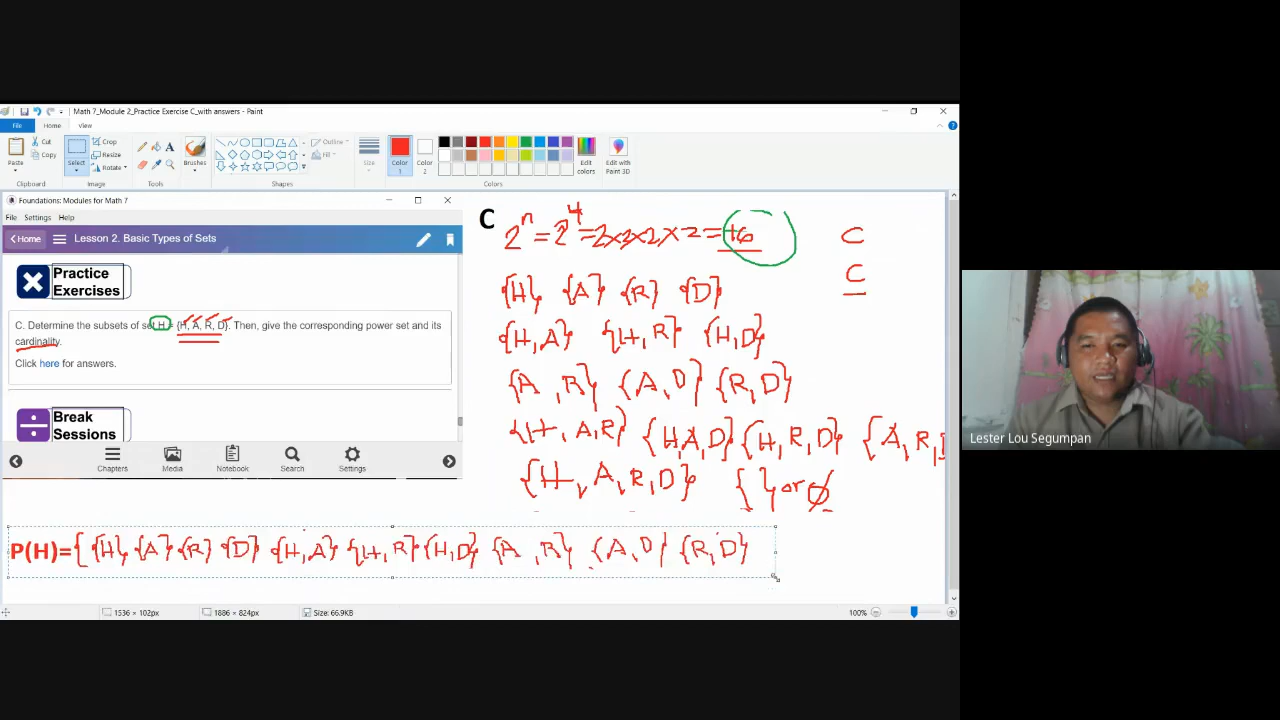 Math 7_Module 2_Practice Exercise C_with answers - Paint
File Home View
Cut
Copy
Paste
Clipboard
Select
Crop
Resize
Rotate
Image
Tools
Brushes
Shapes
Outline
Fill
Size
Color 1
Color 2
Colors
Edit colors
Edit with Paint 3D
Foundations: Modules for Math 7
File Settings Help
Home
Lesson 2. Basic Types of Sets
Practice
Exercises
C. Determine the subsets of set H = {H, A, R, D}. Then, give the corresponding power set and its
cardinality.
Click here for answers.
Break
Sessions
Chapters Media Notebook Search Settings
C 2^n = 2^4 = 2x2x2x2 = 16
⊂
⊆
{H} {A} {R} {D}
{H,A} {H,R} {H,D}
{A,R} {A,D} {R,D}
{H,A,R} {H,A,D} {H,R,D} {A,R,D
{H,A,R,D} { } or ∅
P(H)={ {H} {A} {R} {D} {H,A} {H,R} {H,D} {A,R} {A,D} {R,D}
1536 × 102px 1886 × 824px Size: 66.9KB 100%
Lester Lou Segumpan